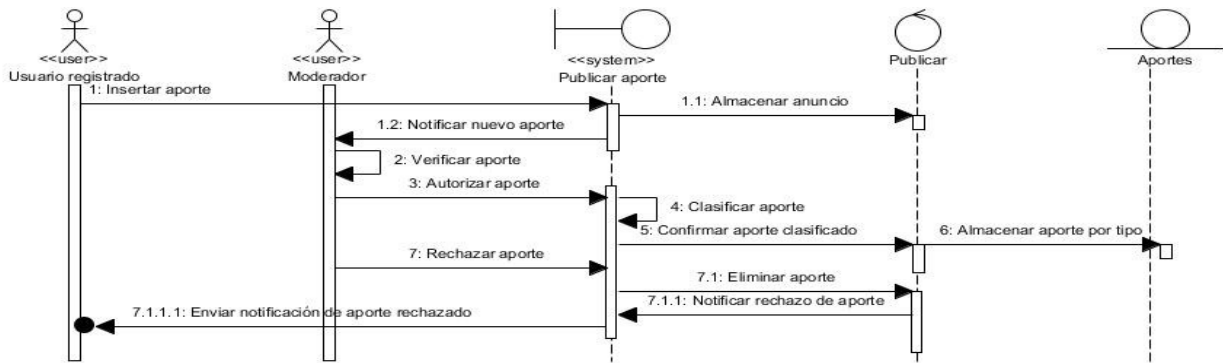 <<user>>
Usuario registrado
<<user>>
Moderador
<<system>>
Publicar aporte
Publicar
Aportes
1: Insertar aporte
1.1: Almacenar anuncio
1.2: Notificar nuevo aporte
2: Verificar aporte
3: Autorizar aporte
4: Clasificar aporte
5: Confirmar aporte clasificado
6: Almacenar aporte por tipo
7: Rechazar aporte
7.1: Eliminar aporte
7.1.1: Notificar rechazo de aporte
7.1.1.1: Enviar notificación de aporte rechazado